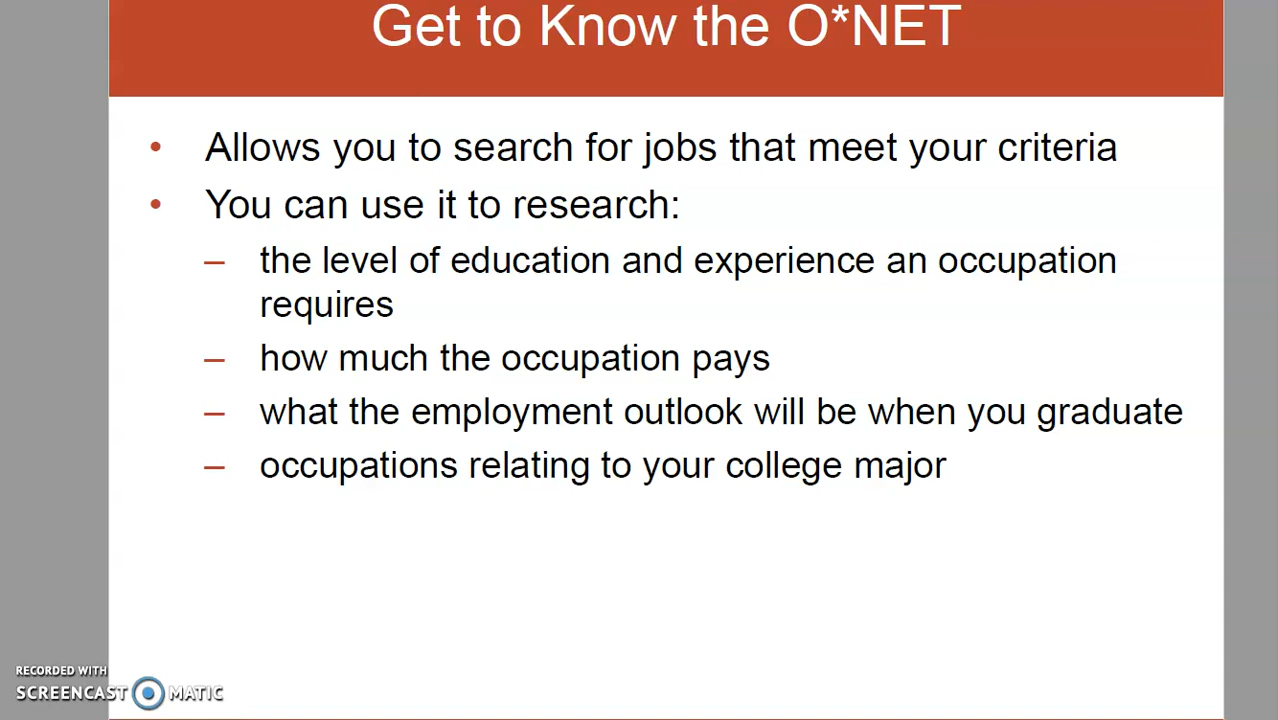 Get to Know the O*NET
• Allows you to search for jobs that meet your criteria
• You can use it to research:
– the level of education and experience an occupation
requires
– how much the occupation pays
– what the employment outlook will be when you graduate
– occupations relating to your college major
RECORDED WITH
SCREENCAST MATIC